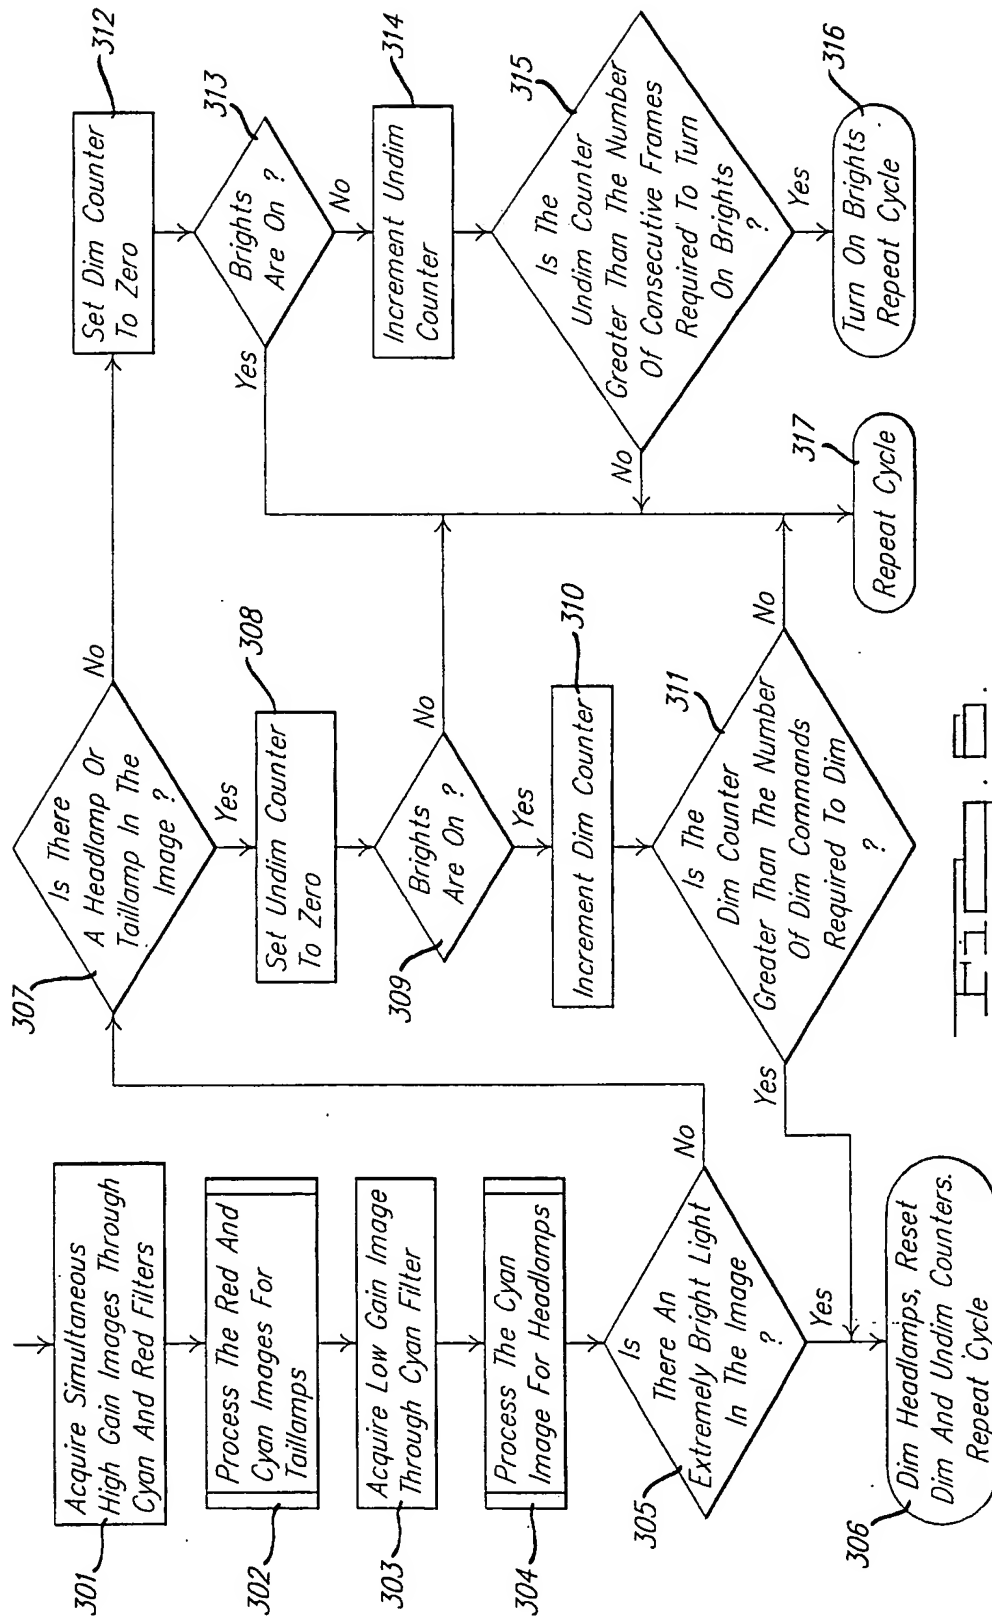 301
Acquire Simultaneous
High Gain Images Through
Cyan And Red Filters
302
Process The Red And
Cyan Images For
Taillamps
303
Acquire Low Gain Image
Through Cyan Filter
304
Process The Cyan
Image For Headlamps
305
Is
There An
Extremely Bright Light
In The Image
?
No
Yes
306
Dim Headlamps, Reset
Dim And Undim Counters.
Repeat Cycle
307
Is There
A Headlamp Or
Taillamp In The
Image ?
No
Yes
308
Set Undim Counter
To Zero
309
Brights
Are On ?
No
Yes
310
Increment Dim Counter
311
Is The
Dim Counter
Greater Than The Number
Of Dim Commands
Required To Dim
?
Yes
No
312
Set Dim Counter
To Zero
313
Brights
Are On ?
Yes
No
314
Increment Undim
Counter
315
Is The
Undim Counter
Greater Than The Number
Of Consecutive Frames
Required To Turn
On Brights
?
No
Yes
316
Turn On Brights
Repeat Cycle
317
Repeat Cycle